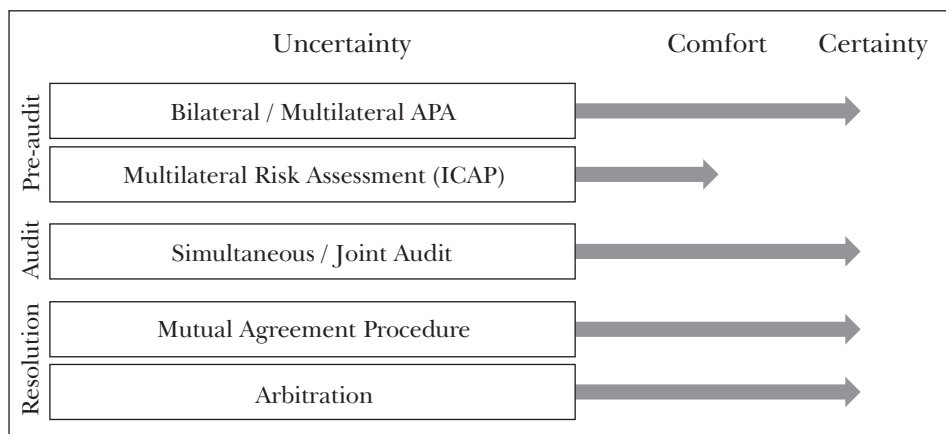 Uncertainty Comfort Certainty
Pre-audit
Bilateral / Multilateral APA
Multilateral Risk Assessment (ICAP)
Audit
Simultaneous / Joint Audit
Resolution
Mutual Agreement Procedure
Arbitration